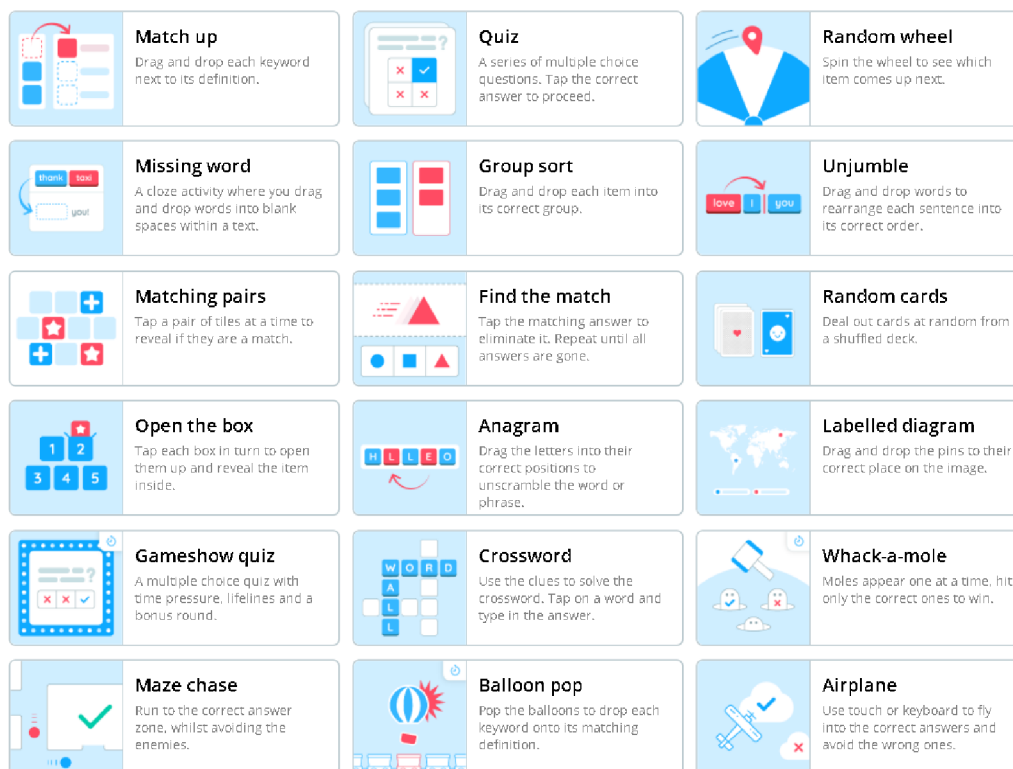 Match up
Drag and drop each keyword
next to its definition.
?
Quiz
A series of multiple choice
questions. Tap the correct
answer to proceed.
Random wheel
Spin the wheel to see which
item comes up next.
thank taxi
you!
Missing word
A cloze activity where you drag
and drop words into blank
spaces within a text.
Group sort
Drag and drop each item into
its correct group.
love I you
Unjumble
Drag and drop words to
rearrange each sentence into
its correct order.
Matching pairs
Tap a pair of tiles at a time to
reveal if they are a match.
Find the match
Tap the matching answer to
eliminate it. Repeat until all
answers are gone.
Random cards
Deal out cards at random from
a shuffled deck.
1 2
3 4 5
Open the box
Tap each box in turn to open
them up and reveal the item
inside.
H L L E O
Anagram
Drag the letters into their
correct positions to
unscramble the word or
phrase.
Labelled diagram
Drag and drop the pins to their
correct place on the image.
?
Gameshow quiz
A multiple choice quiz with
time pressure, lifelines and a
bonus round.
W O R D
A
L
L
Crossword
Use the clues to solve the
crossword. Tap on a word and
type in the answer.
Whack-a-mole
Moles appear one at a time, hit
only the correct ones to win.
Maze chase
Run to the correct answer
zone, whilst avoiding the
enemies.
Balloon pop
Pop the balloons to drop each
keyword onto its matching
definition.
Airplane
Use touch or keyboard to fly
into the correct answers and
avoid the wrong ones.